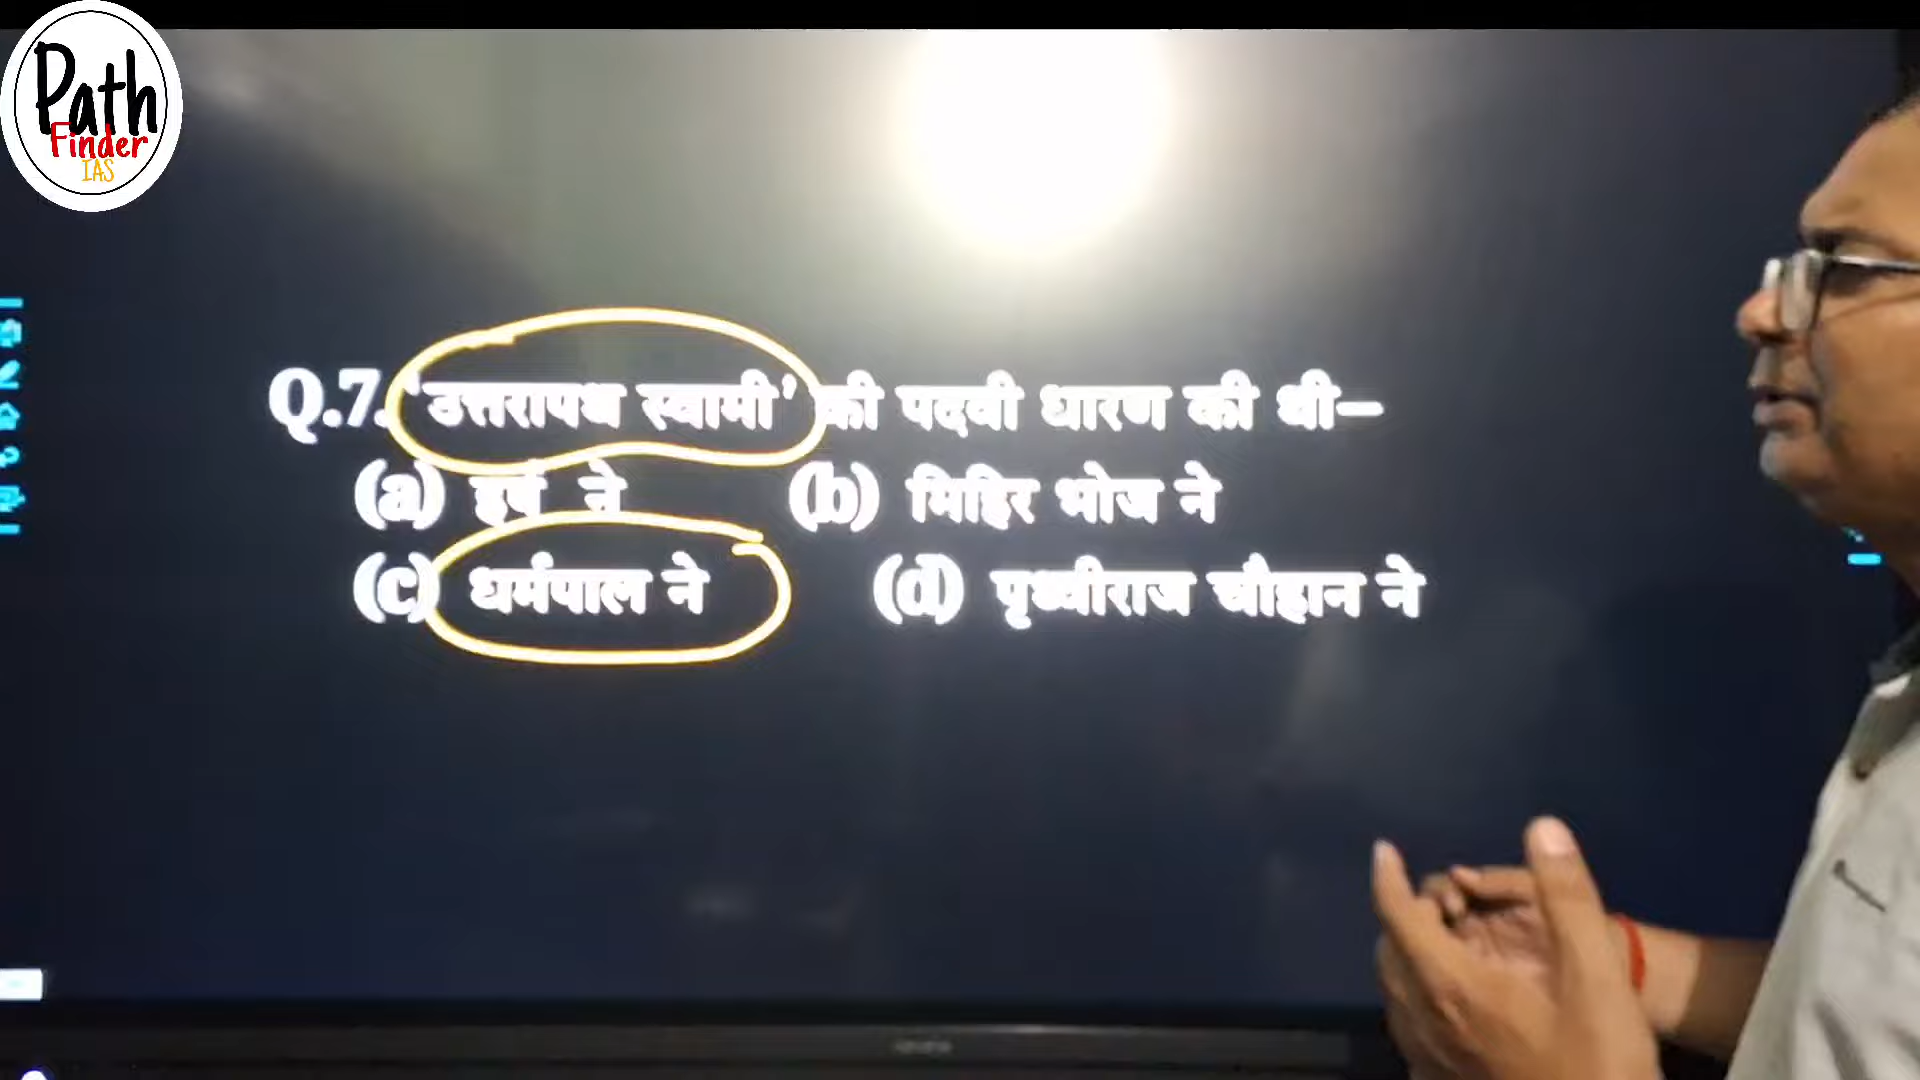 Path
Finder
IAS
Q.7. 'उत्तरापथ स्वामी' की पदवी धारण की थी–
(a) हर्ष ने (b) मिहिर भोज ने
(c) धर्मपाल ने (d) पृथ्वीराज चौहान ने